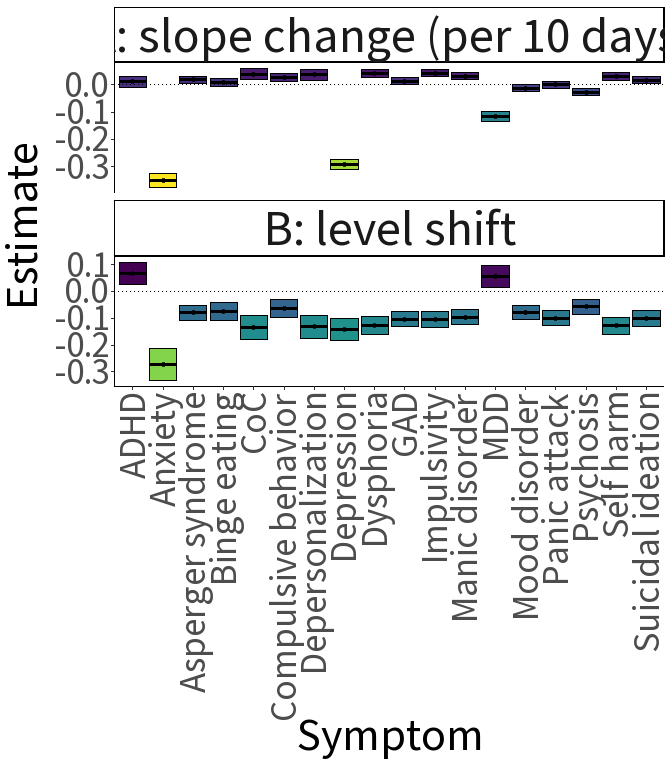 : slope change (per 10 days
0.0
-0.1
-0.2
-0.3
B: level shift
0.1
0.0
-0.1
-0.2
-0.3
Estimate
ADHD
Anxiety
Asperger syndrome
Binge eating
CoC
Compulsive behavior
Depersonalization
Depression
Dysphoria
GAD
Impulsivity
Manic disorder
MDD
Mood disorder
Panic attack
Psychosis
Self harm
Suicidal ideation
Symptom